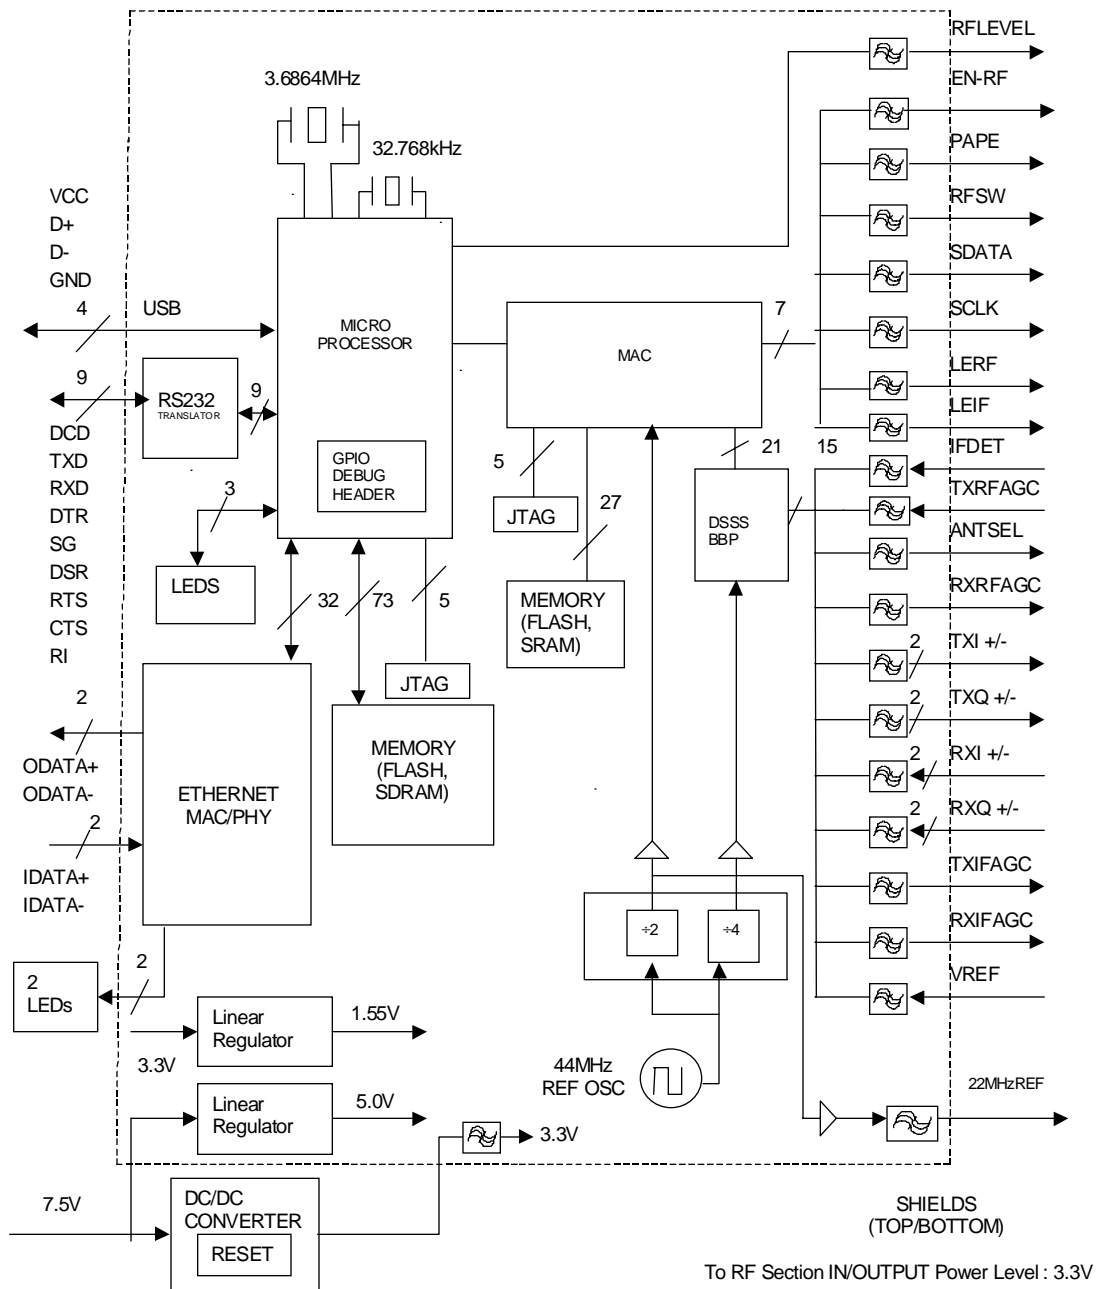 RFLEVEL
EN-RF
3.6864MHz
32.768kHz
PAPE
VCC
D+
D-
GND
RFSW
SDATA
4
USB
SCLK
7
MICRO
PROCESSOR
MAC
9
RS232
TRANSLATOR
9
LERF
LEIF
DCD
TXD
RXD
DTR
SG
DSR
RTS
CTS
RI
GPIO
DEBUG
HEADER
5
21
15
IFDET
3
JTAG
27
DSSS
BBP
TXRFAGC
ANTSEL
LEDS
32
73
5
MEMORY
(FLASH,
SRAM)
RXRFAGC
2
TXI +/-
JTAG
2
2
TXQ +/-
ODATA+
ODATA-
MEMORY
(FLASH,
SDRAM)
2
RXI +/-
ETHERNET
MAC/PHY
2
2
RXQ +/-
IDATA+
IDATA-
TXIFAGC
÷2
÷4
RXIFAGC
2
LEDs
2
VREF
Linear
Regulator
1.55V
3.3V
44MHz
REF OSC
22MHzREF
Linear
Regulator
5.0V
3.3V
7.5V
DC/DC
CONVERTER
RESET
SHIELDS
(TOP/BOTTOM)
To RF Section IN/OUTPUT Power Level : 3.3V